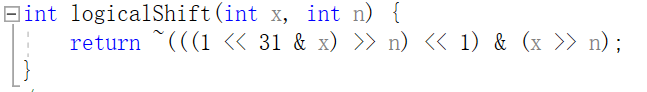 int logicalShift(int x, int n) {
return ~(((1 << 31 & x) >> n) << 1) & (x >> n);
}